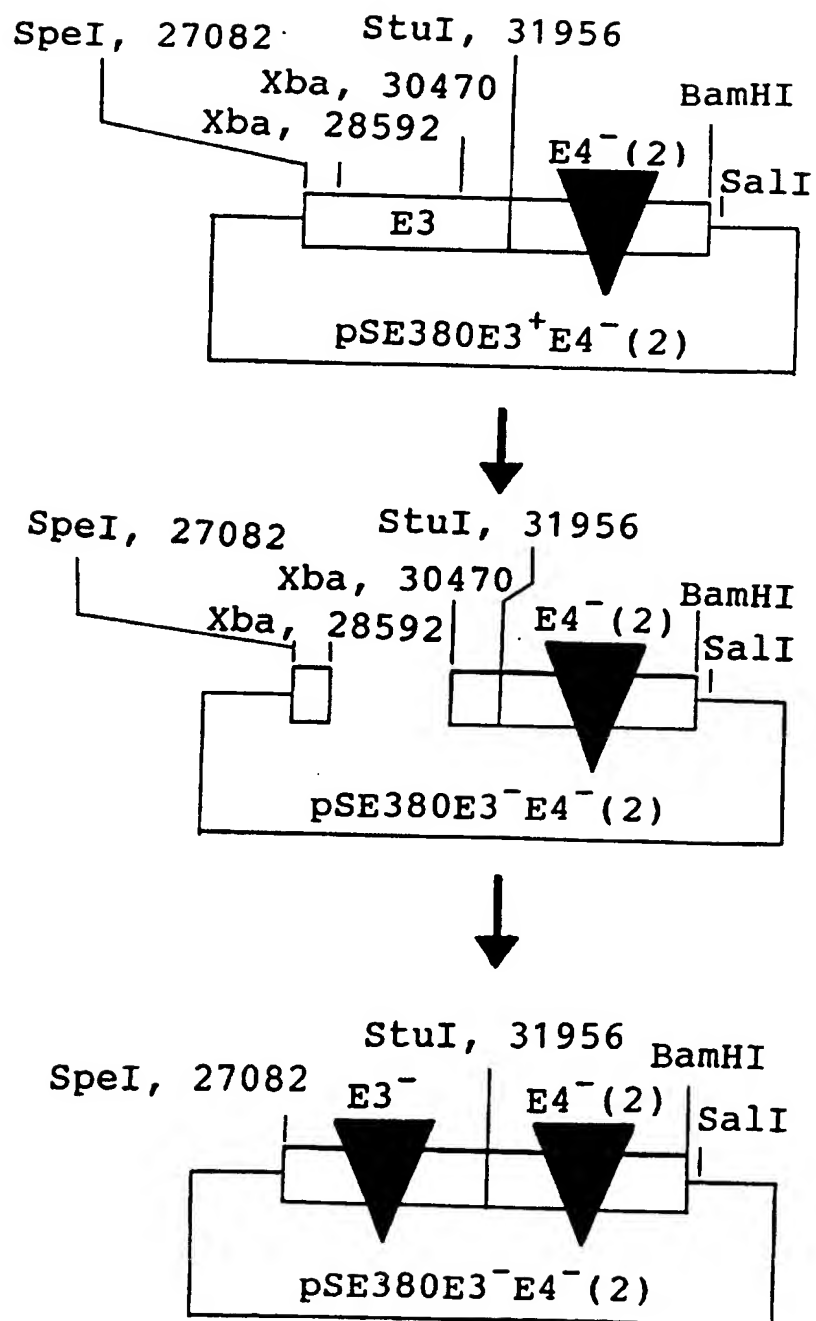 SpeI, 27082
StuI, 31956
Xba, 30470
Xba, 28592
BamHI
E4⁻(2)
SalI
E3
pSE380E3⁺E4⁻(2)
SpeI, 27082
StuI, 31956
Xba, 30470
Xba, 28592
E4⁻(2)
BamHI
SalI
pSE380E3⁻E4⁻(2)
StuI, 31956
BamHI
SpeI, 27082
E3⁻
E4⁻(2)
SalI
pSE380E3⁻E4⁻(2)